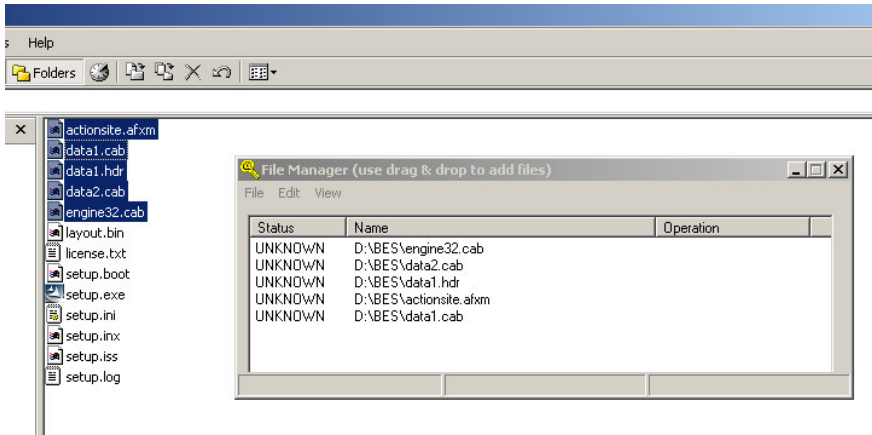 s Help
Folders
actionsite.afxm
data1.cab
data1.hdr
data2.cab
engine32.cab
layout.bin
license.txt
setup.boot
setup.exe
setup.ini
setup.inx
setup.iss
setup.log
File Manager (use drag & drop to add files)
File Edit View
Status Name Operation
UNKNOWN D:\BES\engine32.cab
UNKNOWN D:\BES\data2.cab
UNKNOWN D:\BES\data1.hdr
UNKNOWN D:\BES\actionsite.afxm
UNKNOWN D:\BES\data1.cab